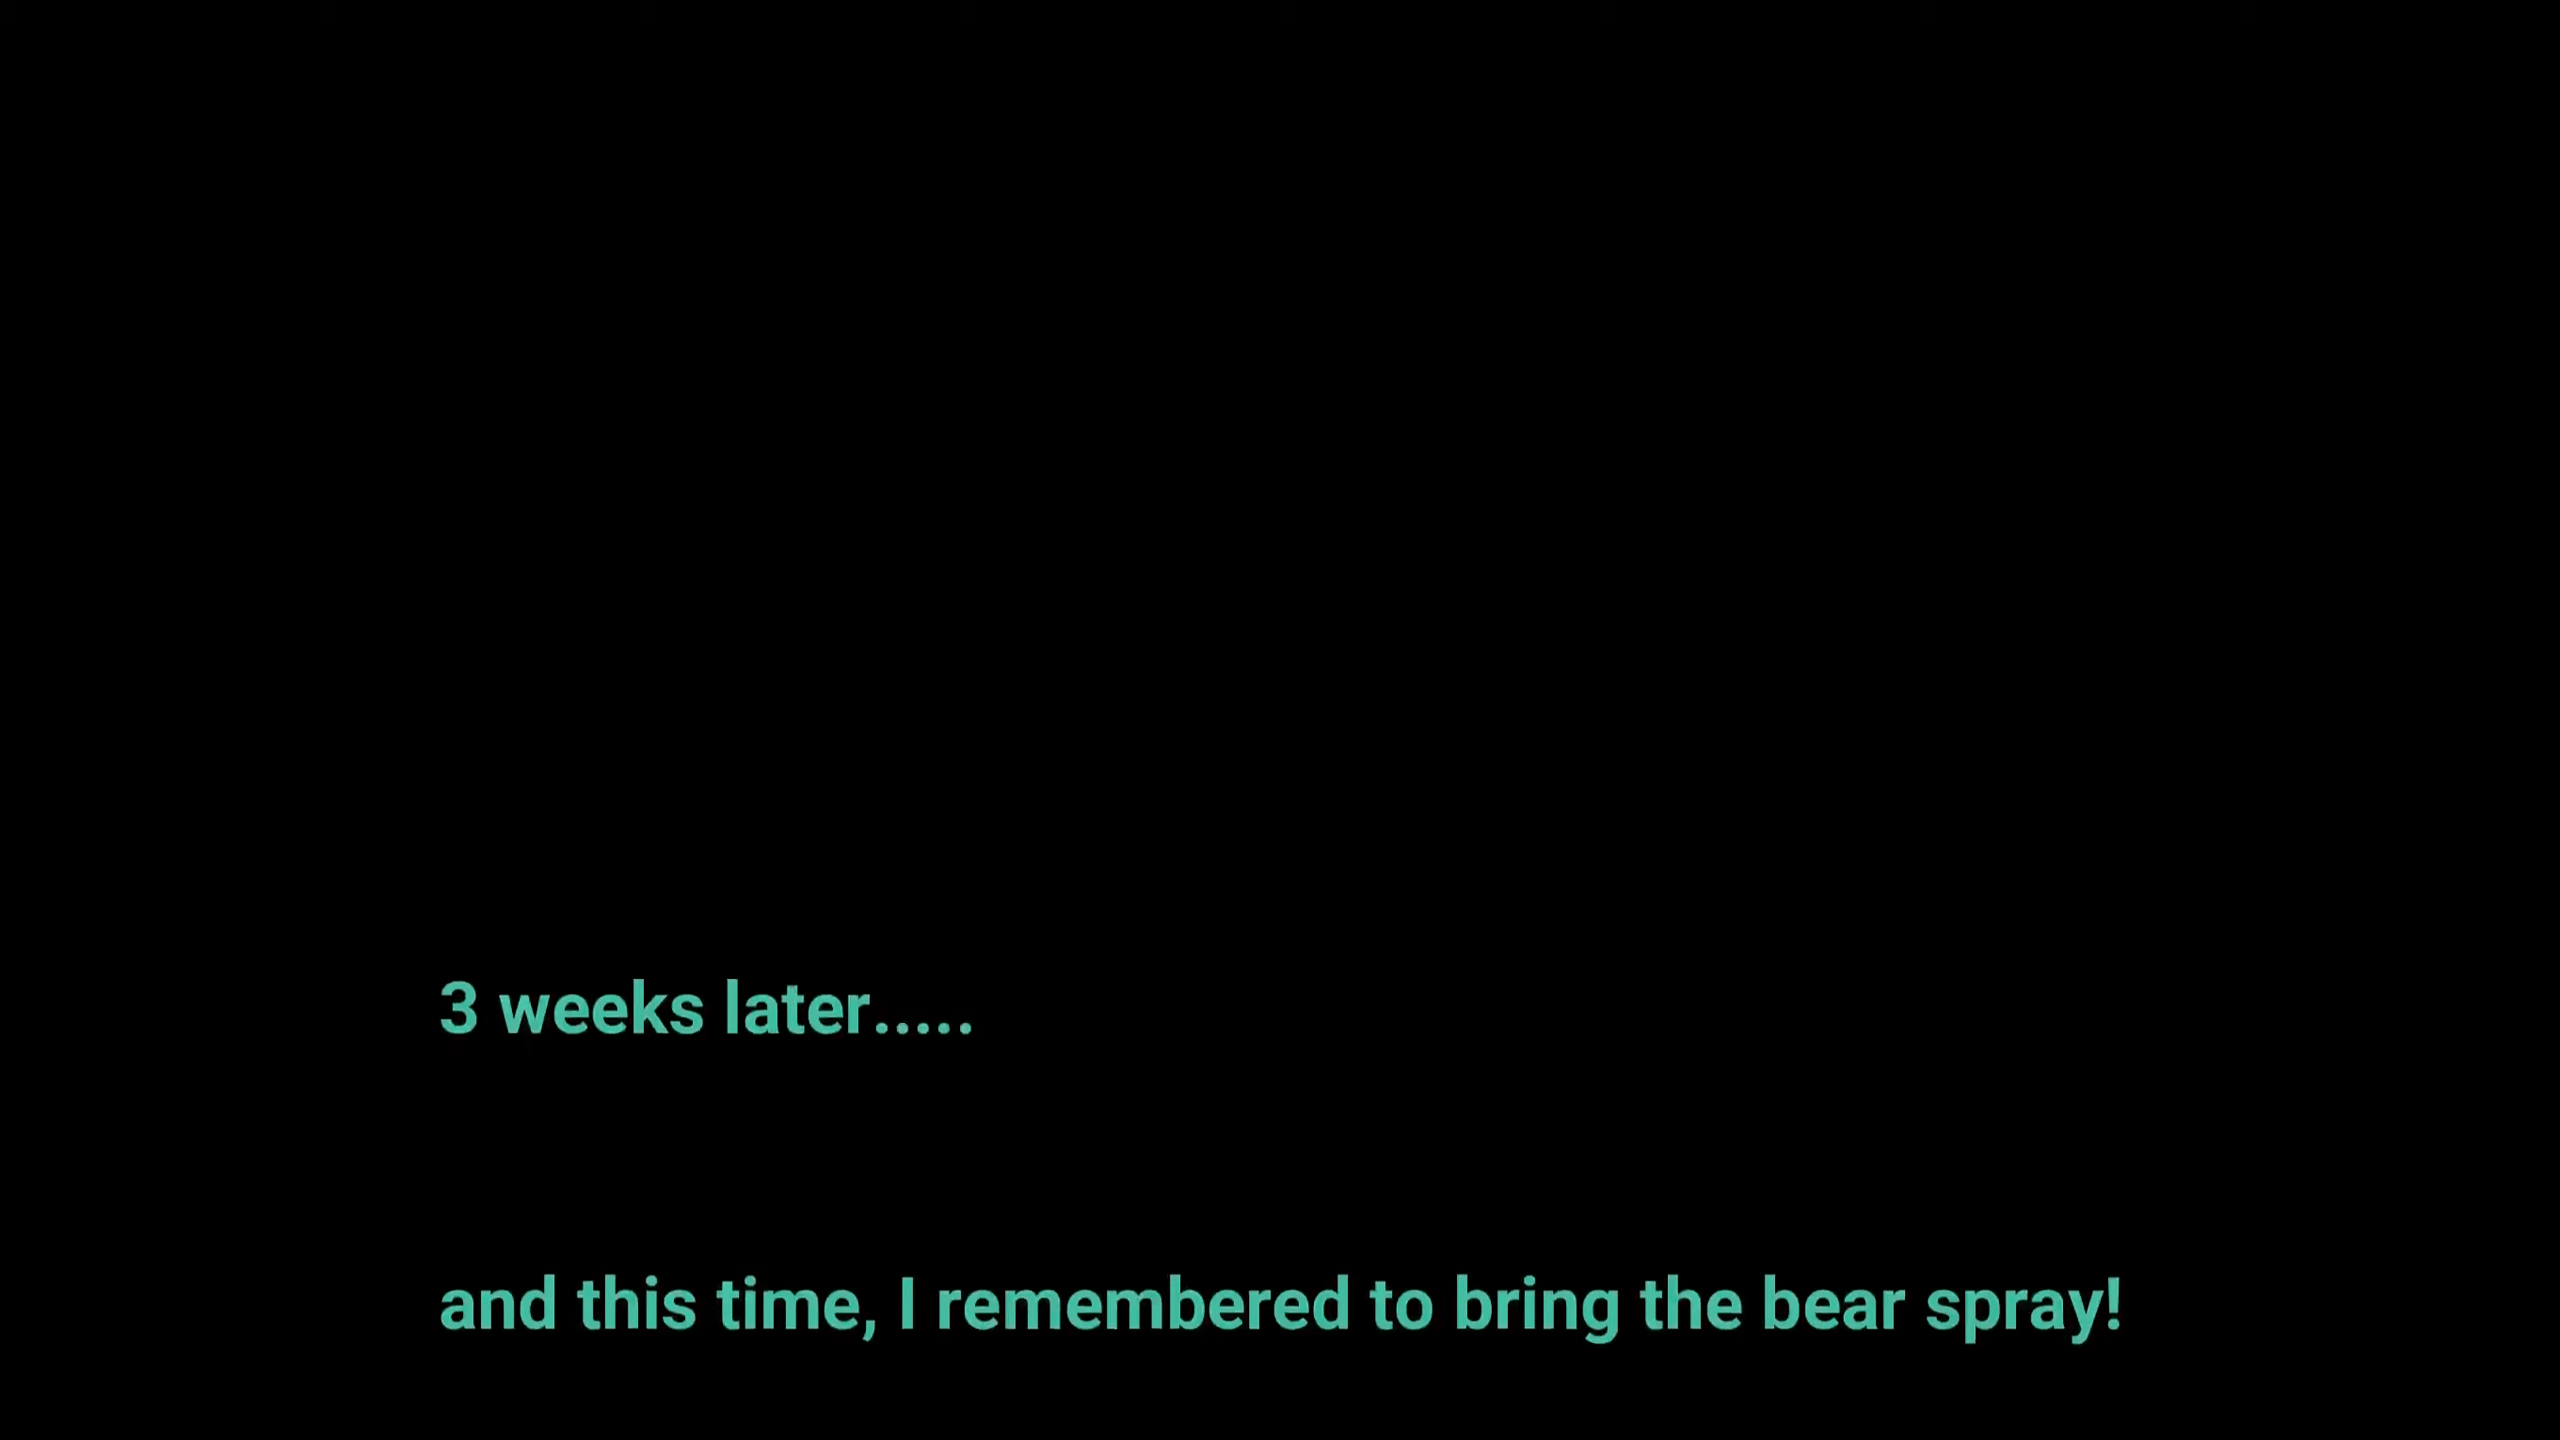 3 weeks later.....
and this time, I remembered to bring the bear spray!